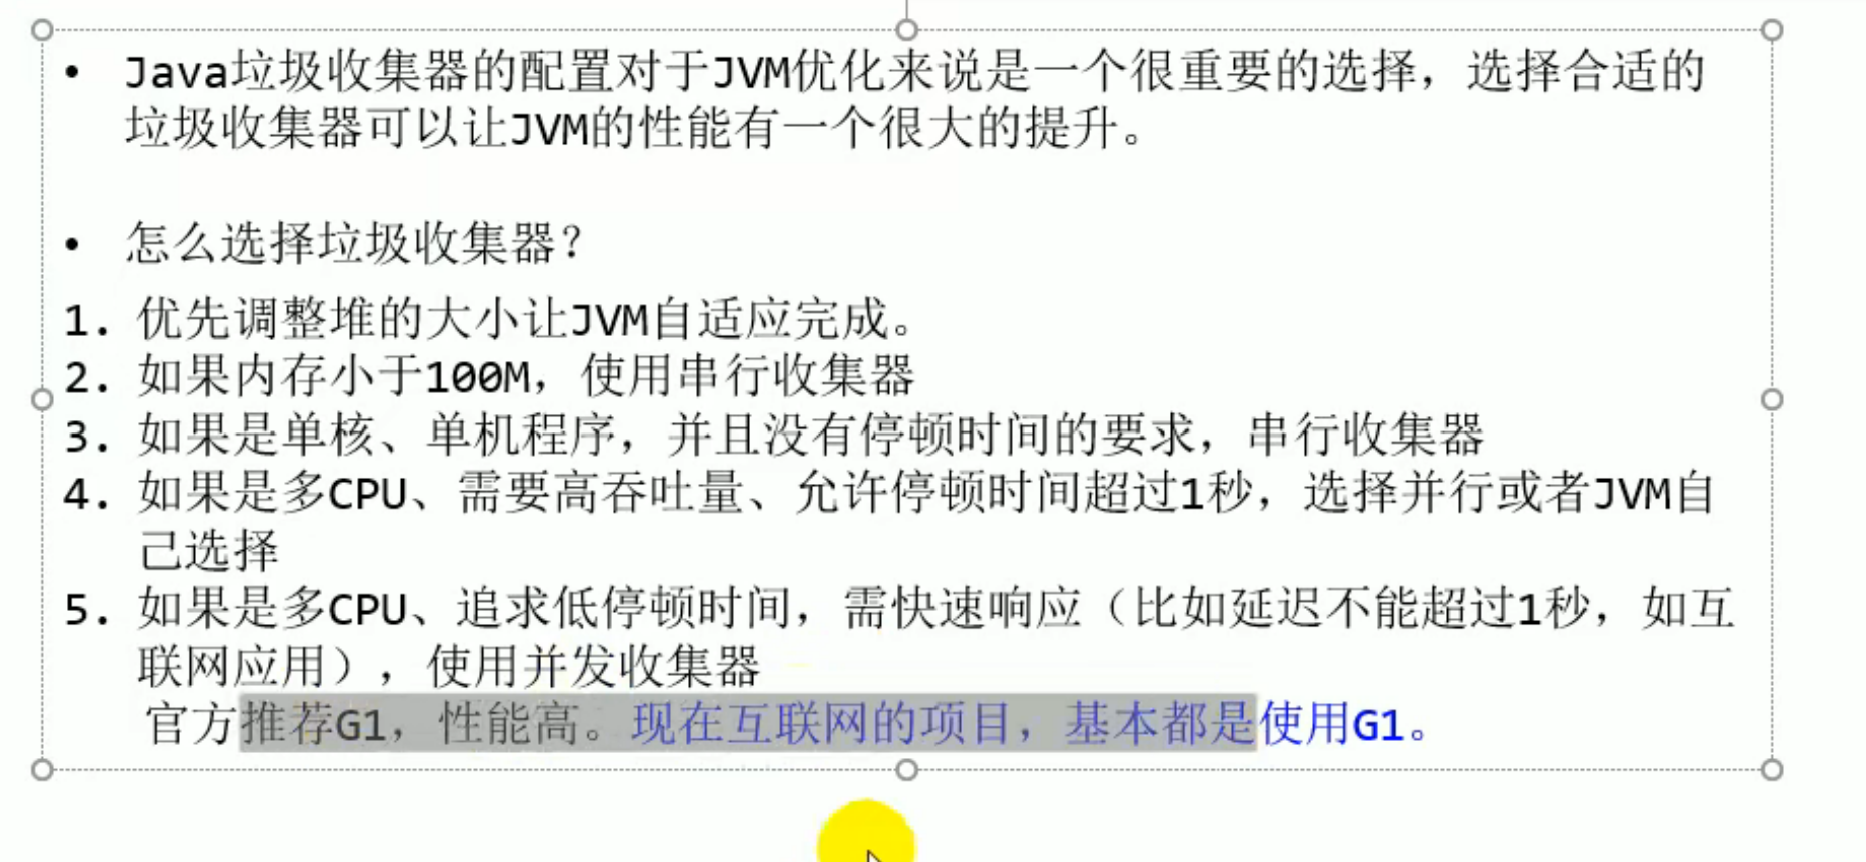 • Java垃圾收集器的配置对于JVM优化来说是一个很重要的选择，选择合适的
垃圾收集器可以让JVM的性能有一个很大的提升。
• 怎么选择垃圾收集器？
1. 优先调整堆的大小让JVM自适应完成。
2. 如果内存小于100M，使用串行收集器
3. 如果是单核、单机程序，并且没有停顿时间的要求，串行收集器
4. 如果是多CPU、需要高吞吐量、允许停顿时间超过1秒，选择并行或者JVM自
己选择
5. 如果是多CPU、追求低停顿时间，需快速响应（比如延迟不能超过1秒，如互
联网应用），使用并发收集器
官方推荐G1，性能高。现在互联网的项目，基本都是使用G1。